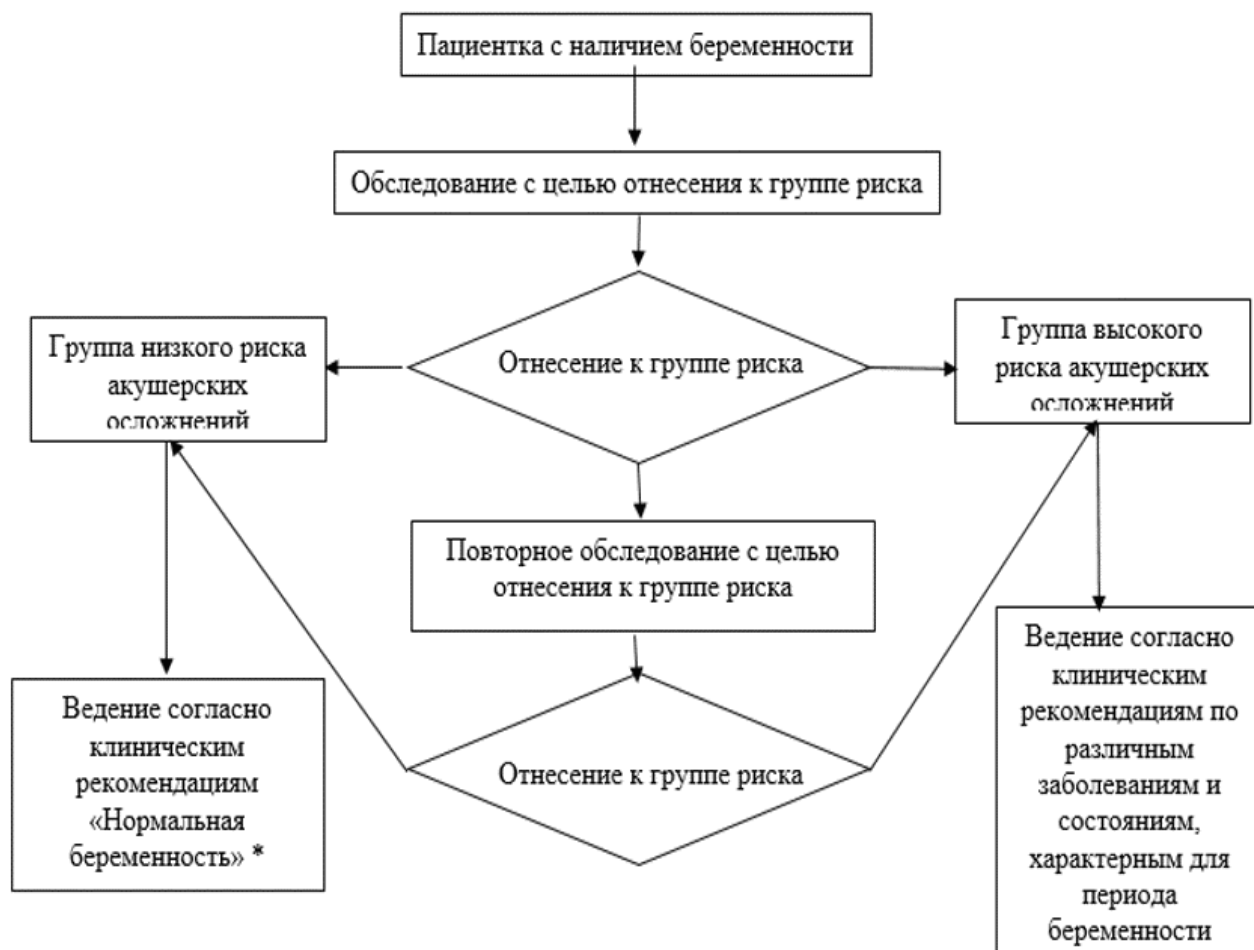 Пациентка с наличием беременности
Обследование с целью отнесения к группе риска
Отнесение к группе риска
Группа низкого риска
акушерских
осложнений
Группа высокого
риска акушерских
осложнений
Повторное обследование с целью
отнесения к группе риска
Отнесение к группе риска
Ведение согласно
клиническим
рекомендациям
«Нормальная
беременность» *
Ведение согласно
клиническим
рекомендациям по
различным
заболеваниям и
состояниям,
характерным для
периода
беременности